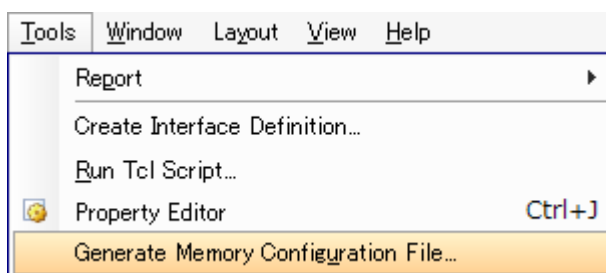 Tools Window Layout View Help
Report
Create Interface Definition...
Run Tcl Script...
Property Editor Ctrl+J
Generate Memory Configuration File...